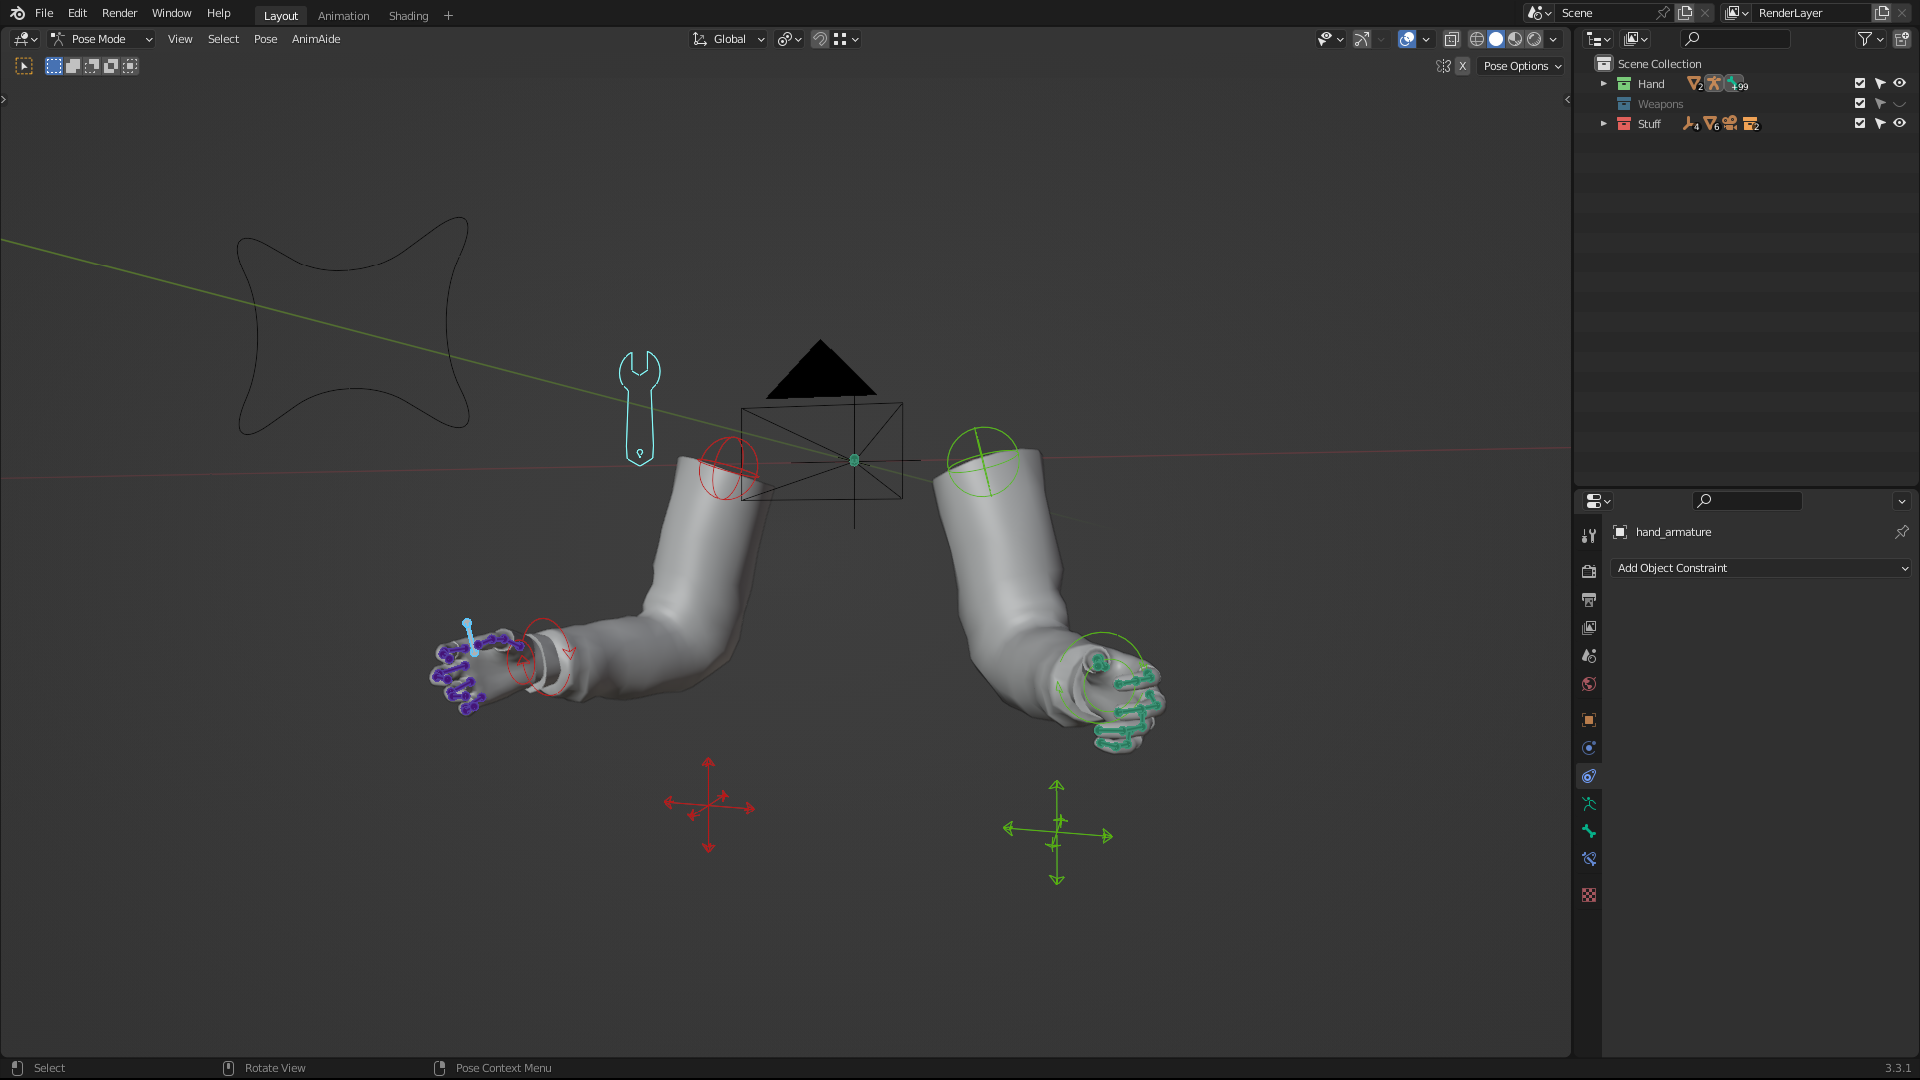 File Edit Render Window Help Layout Animation Shading + Scene RenderLayer
Pose Mode View Select Pose AnimAide Global
X Pose Options
Scene Collection
Hand 2 +99
Weapons
Stuff 4 6 2
hand_armature
Add Object Constraint
Select Rotate View Pose Context Menu 3.3.1